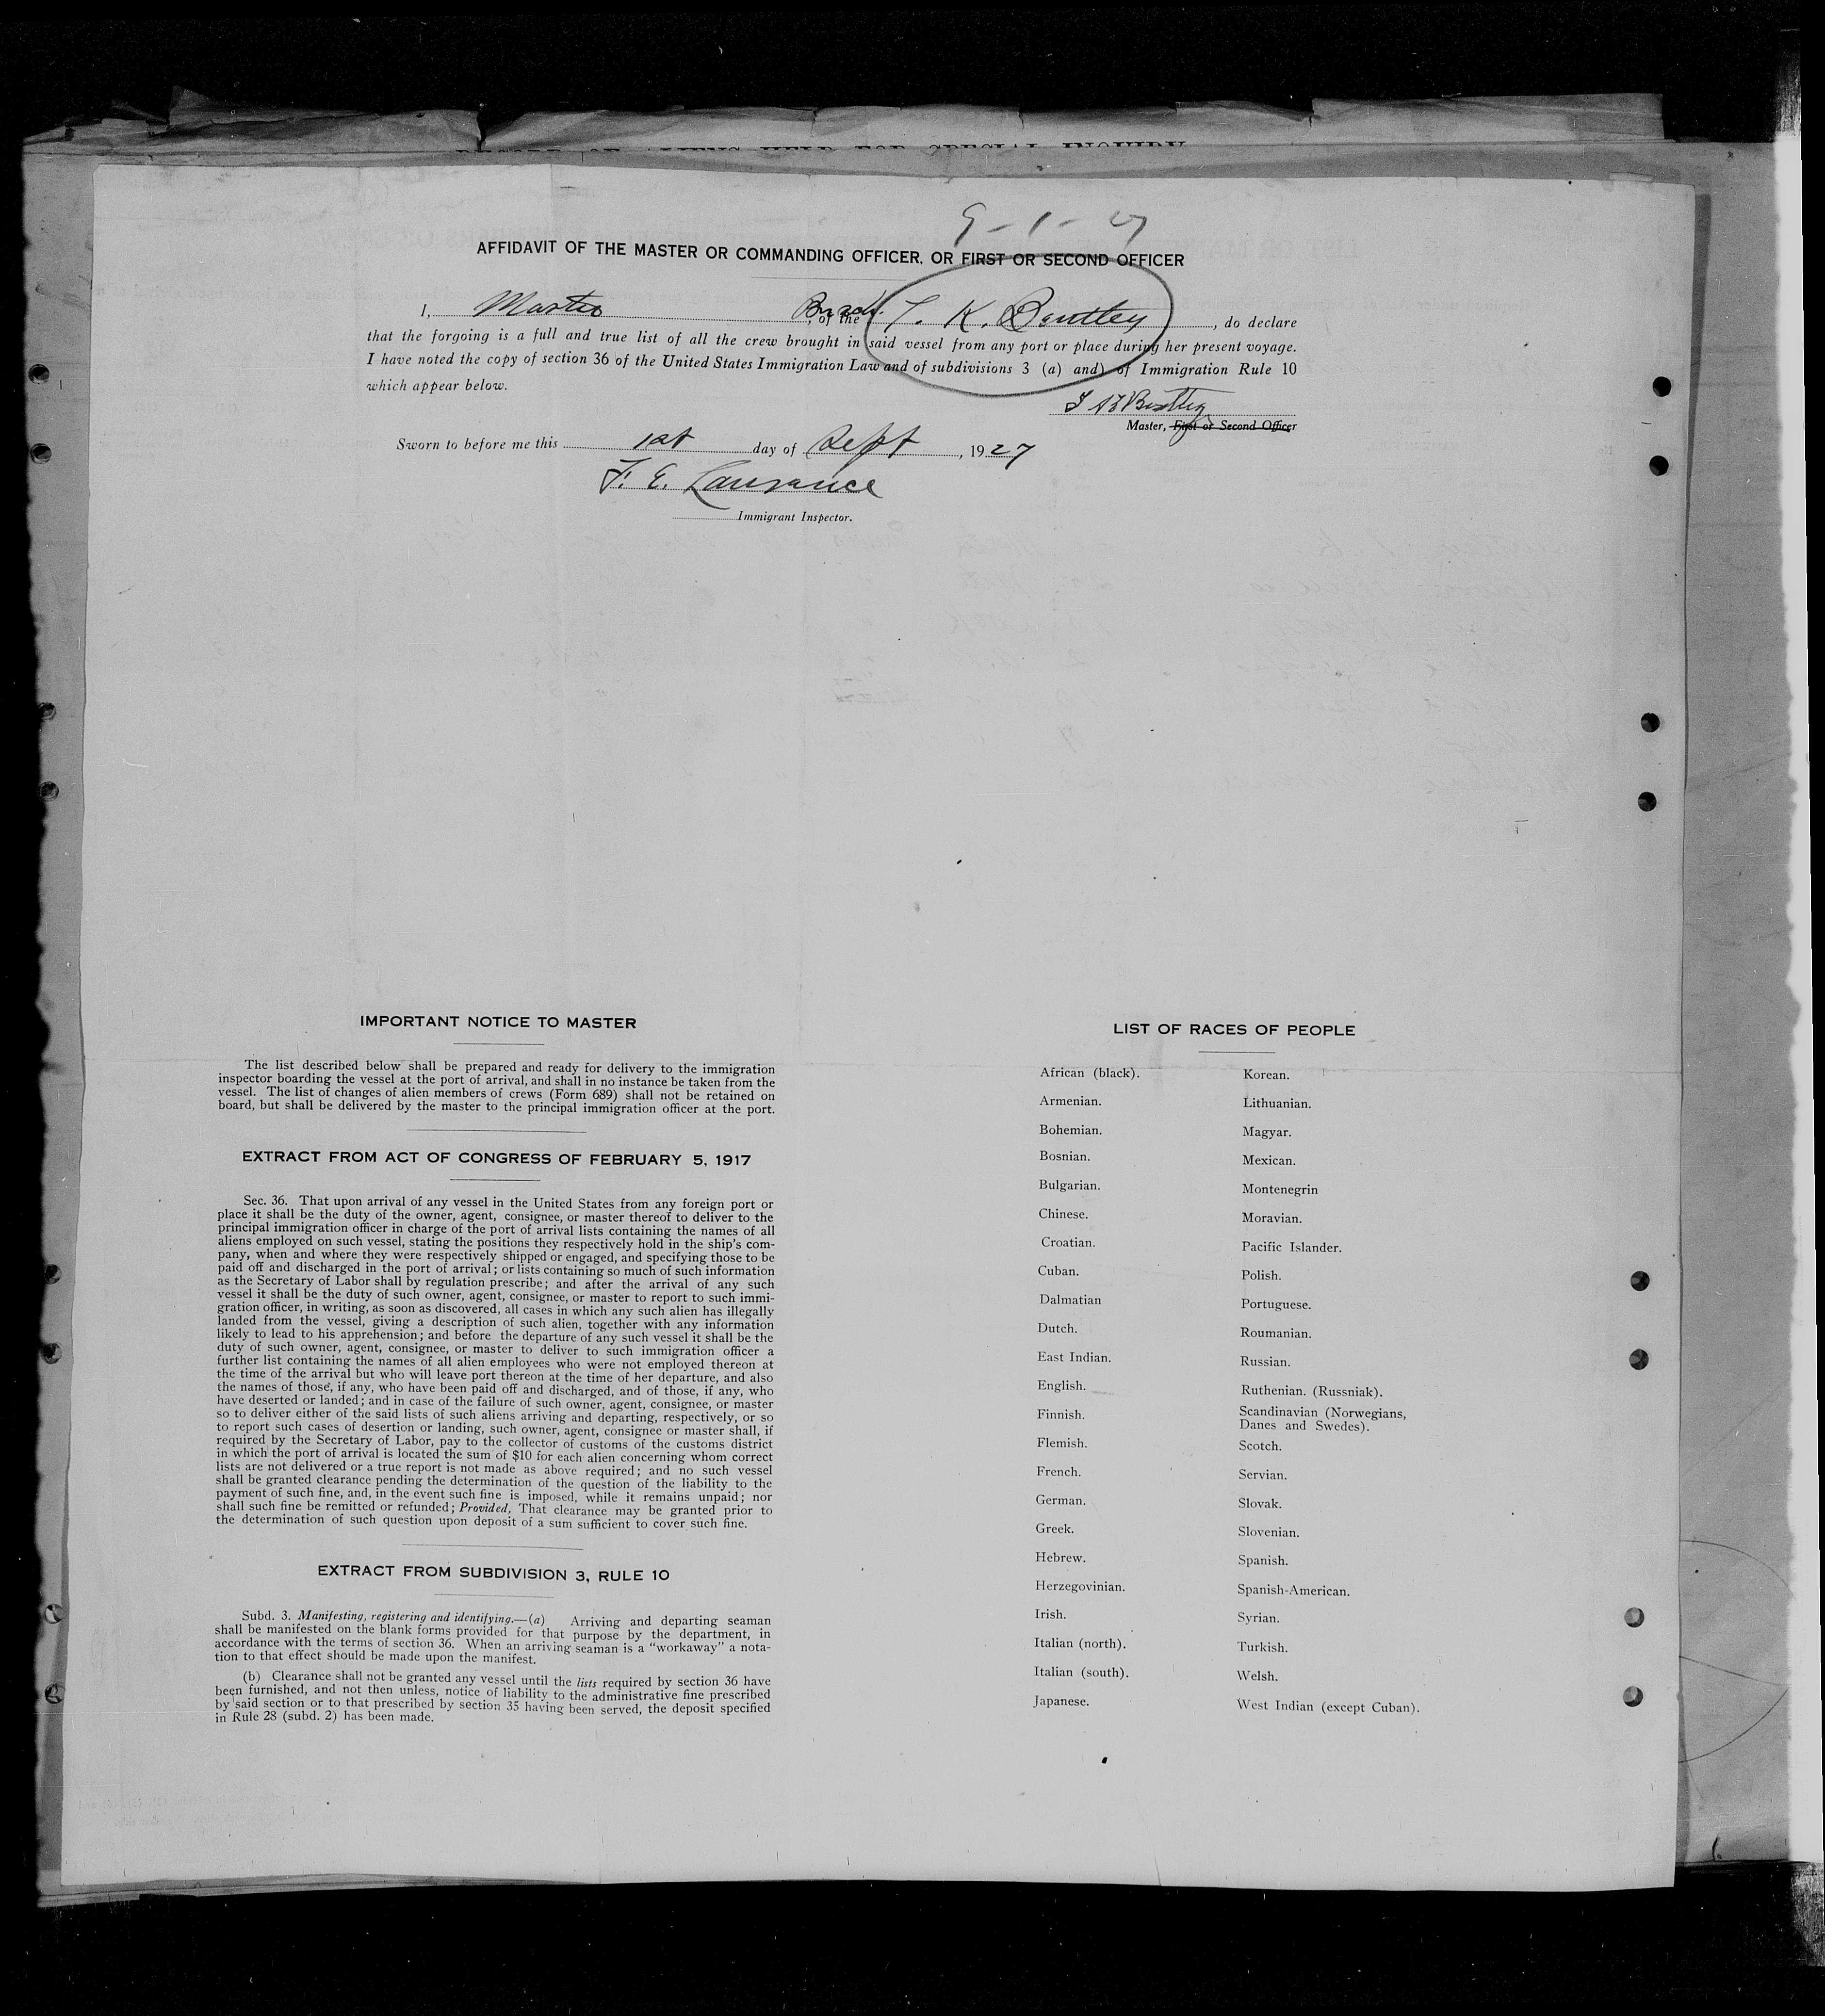 RECORD OF ALIENS HELD FOR SPECIAL INQUIRY
9-1-27
AFFIDAVIT OF THE MASTER OR COMMANDING OFFICER, OR FIRST OR SECOND OFFICER
I, Master, of the T. K. Bentley, do declare
that the forgoing is a full and true list of all the crew brought in said vessel from any port or place during her present voyage.
I have noted the copy of section 36 of the United States Immigration Law and of subdivisions 3 (a) and) of Immigration Rule 10
which appear below.
Master, First or Second Officer
Sworn to before me this 1st day of Sept, 1927
F. E. Laurance
Immigrant Inspector.
IMPORTANT NOTICE TO MASTER
The list described below shall be prepared and ready for delivery to the immigration
inspector boarding the vessel at the port of arrival, and shall in no instance be taken from the
vessel. The list of changes of alien members of crews (Form 689) shall not be retained on
board, but shall be delivered by the master to the principal immigration officer at the port.
EXTRACT FROM ACT OF CONGRESS OF FEBRUARY 5, 1917
Sec. 36. That upon arrival of any vessel in the United States from any foreign port or
place it shall be the duty of the owner, agent, consignee, or master thereof to deliver to the
principal immigration officer in charge of the port of arrival lists containing the names of all
aliens employed on such vessel, stating the positions they respectively hold in the ship's com-
pany, when and where they were respectively shipped or engaged, and specifying those to be
paid off and discharged in the port of arrival; or lists containing so much of such information
as the Secretary of Labor shall by regulation prescribe; and after the arrival of any such
vessel it shall be the duty of such owner, agent, consignee, or master to report to such immi-
gration officer, in writing, as soon as discovered, all cases in which any such alien has illegally
landed from the vessel, giving a description of such alien, together with any information
likely to lead to his apprehension; and before the departure of any such vessel it shall be the
duty of such owner, agent, consignee, or master to deliver to such immigration officer a
further list containing the names of all alien employees who were not employed thereon at
the time of the arrival but who will leave port thereon at the time of her departure, and also
the names of those, if any, who have been paid off and discharged, and of those, if any, who
have deserted or landed; and in case of the failure of such owner, agent, consignee, or master
so to deliver either of the said lists of such aliens arriving and departing, respectively, or so
to report such cases of desertion or landing, such owner, agent, consignee or master shall, if
required by the Secretary of Labor, pay to the collector of customs of the customs district
in which the port of arrival is located the sum of $10 for each alien concerning whom correct
lists are not delivered or a true report is not made as above required; and no such vessel
shall be granted clearance pending the determination of the question of the liability to the
payment of such fine, and, in the event such fine is imposed, while it remains unpaid; nor
shall such fine be remitted or refunded; Provided, That clearance may be granted prior to
the determination of such question upon deposit of a sum sufficient to cover such fine.
EXTRACT FROM SUBDIVISION 3, RULE 10
Subd. 3. Manifesting, registering and identifying.—(a) Arriving and departing seaman
shall be manifested on the blank forms provided for that purpose by the department, in
accordance with the terms of section 36. When an arriving seaman is a "workaway" a nota-
tion to that effect should be made upon the manifest.
(b) Clearance shall not be granted any vessel until the lists required by section 36 have
been furnished, and not then unless, notice of liability to the administrative fine prescribed
by said section or to that prescribed by section 35 having been served, the deposit specified
in Rule 28 (subd. 2) has been made.
LIST OF RACES OF PEOPLE
African (black).
Armenian.
Bohemian.
Bosnian.
Bulgarian.
Chinese.
Croatian.
Cuban.
Dalmatian
Dutch.
East Indian.
English.
Finnish.
Flemish.
French.
German.
Greek.
Hebrew.
Herzegovinian.
Irish.
Italian (north).
Italian (south).
Japanese.
Korean.
Lithuanian.
Magyar.
Mexican.
Montenegrin
Moravian.
Pacific Islander.
Polish.
Portuguese.
Roumanian.
Russian.
Ruthenian. (Russniak).
Scandinavian (Norwegians,
Danes and Swedes).
Scotch.
Servian.
Slovak.
Slovenian.
Spanish.
Spanish-American.
Syrian.
Turkish.
Welsh.
West Indian (except Cuban).